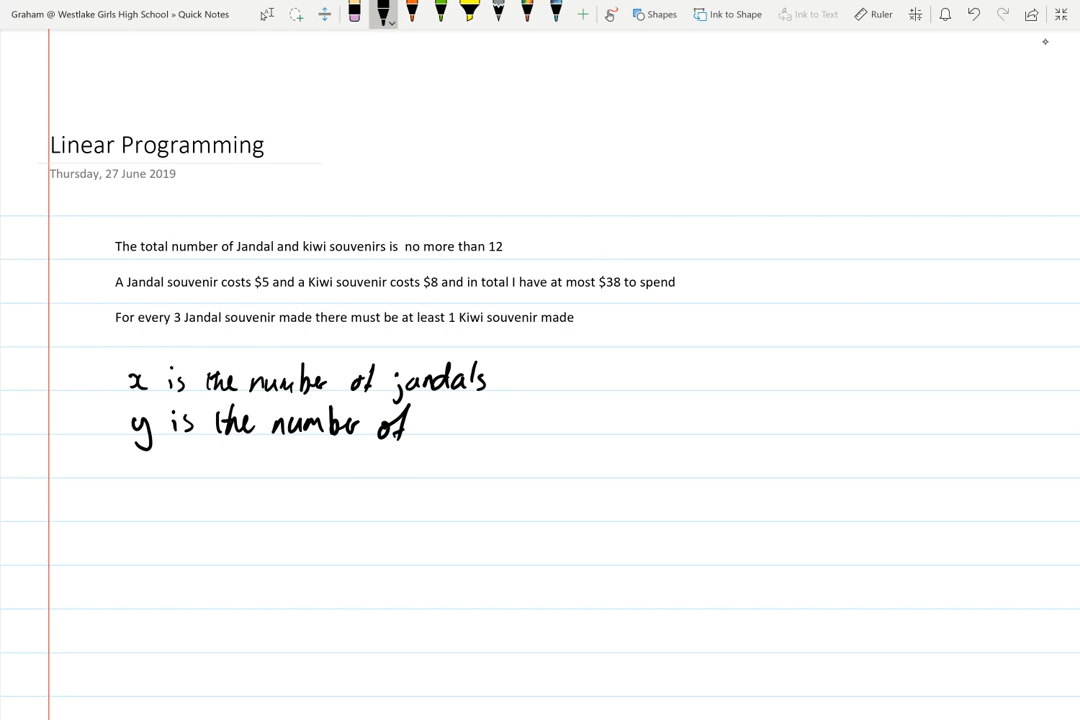 Graham @ Westlake Girls High School » Quick Notes Shapes Ink to Shape Ink to Text Ruler
Linear Programming
Thursday, 27 June 2019
The total number of Jandal and kiwi souvenirs is  no more than 12
A Jandal souvenir costs $5 and a Kiwi souvenir costs $8 and in total I have at most $38 to spend
For every 3 Jandal souvenir made there must be at least 1 Kiwi souvenir made
x is the number of jandals
y is the number of